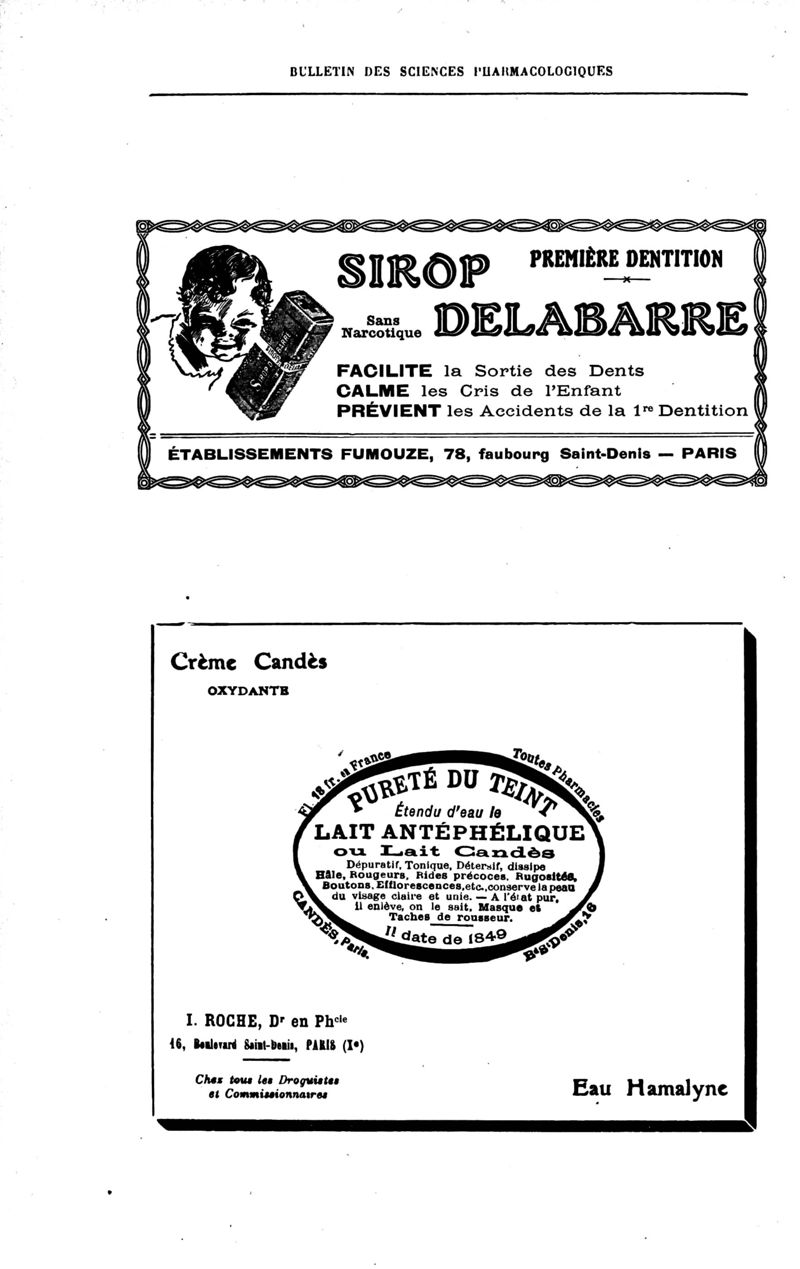 BULLETIN DES SCIENCES PHARMACOLOGIQUES
SIROP
PREMIÈRE DENTITION
Sans
Narcotique
DELABARRE
FACILITE la Sortie des Dents
CALME les Cris de l'Enfant
PRÉVIENT les Accidents de la 1re Dentition
ÉTABLISSEMENTS FUMOUZE, 78, faubourg Saint-Denis — PARIS
Crème Candès
OXYDANTE
Fl. 18 fr. en France
Toutes Pharmacies
PURETÉ DU TEINT
Étendu d'eau le
LAIT ANTÉPHÉLIQUE
ou Lait Candès
Dépuratif, Tonique, Détersif, dissipe
Hâle, Rougeurs, Rides précoces, Rugosités,
Boutons, Efflorescences, etc., conserve la peau
du visage claire et unie. — A l'état pur,
il enlève, on le sait, Masque et
Taches de rousseur.
Il date de 1849
CANDÈS, Paris.
Bd St-Denis, 16
I. ROCHE, Dr en Phcie
16, Boulevard Saint-Denis, PARIS (Xe)
Chez tous les Droguistes
et Commissionnaires
Eau Hamalyne